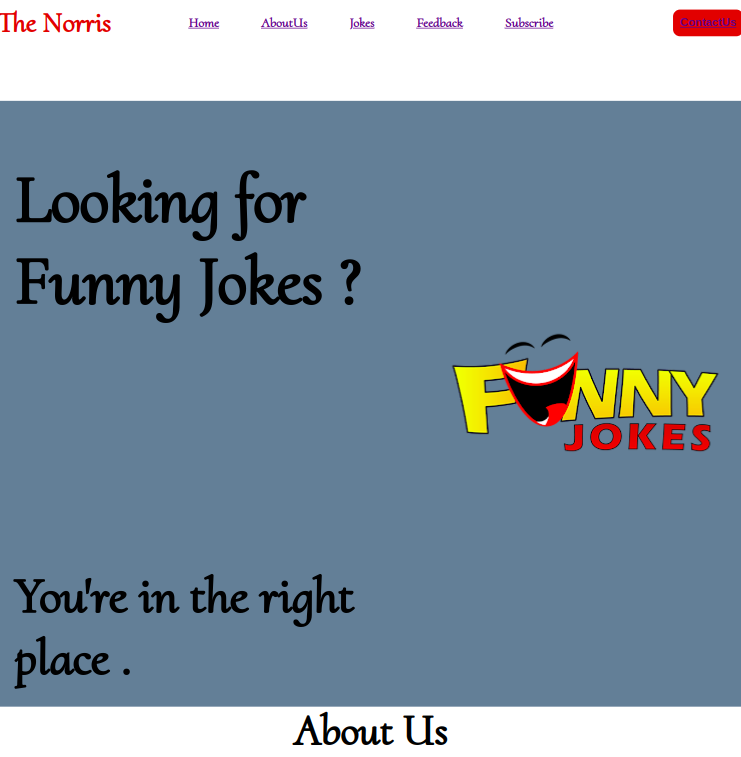 The Norris Home AboutUs Jokes Feedback Subscribe ContactUs
Looking for
Funny Jokes ?
FUNNY
JOKES
You're in the right
place .
About Us